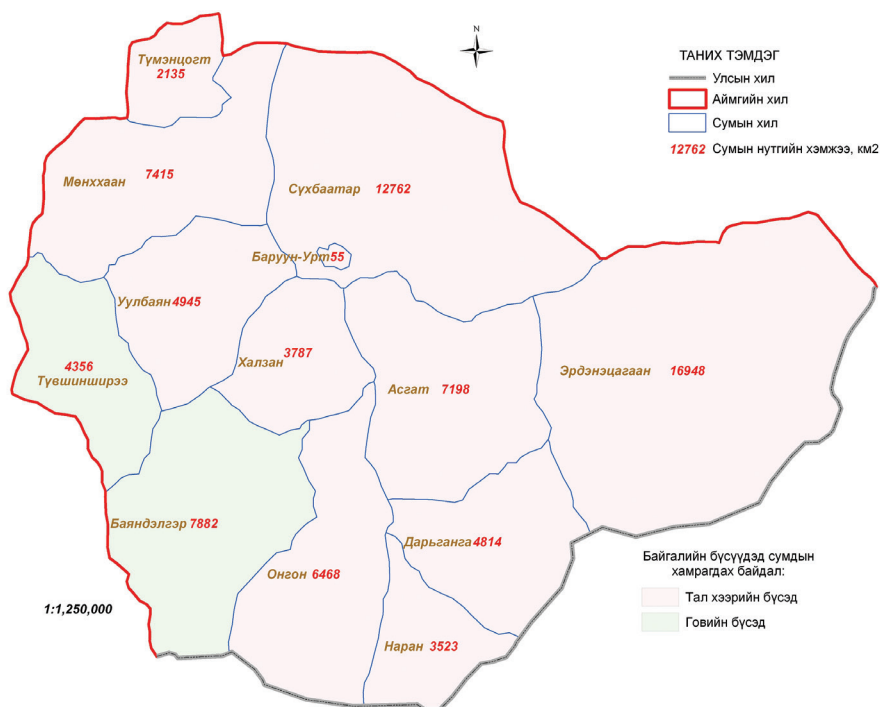 N
ТАНИХ ТЭМДЭГ
Улсын хил
Аймгийн хил
Сумын хил
12762 Сумын нутгийн хэмжээ, км2
Түмэнцогт
2135
Мөнххаан 7415
Сүхбаатар 12762
Баруун-Урт 55
Уулбаян 4945
Халзан 3787
4356
Түвшинширээ
Асгат 7198
Эрдэнэцагаан 16948
Баяндэлгэр 7882
Дарьганга 4814
Онгон 6468
Наран 3523
1:1,250,000
Байгалийн бүсүүдэд сумдын
хамрагдах байдал:
Тал хээрийн бүсэд
Говийн бүсэд